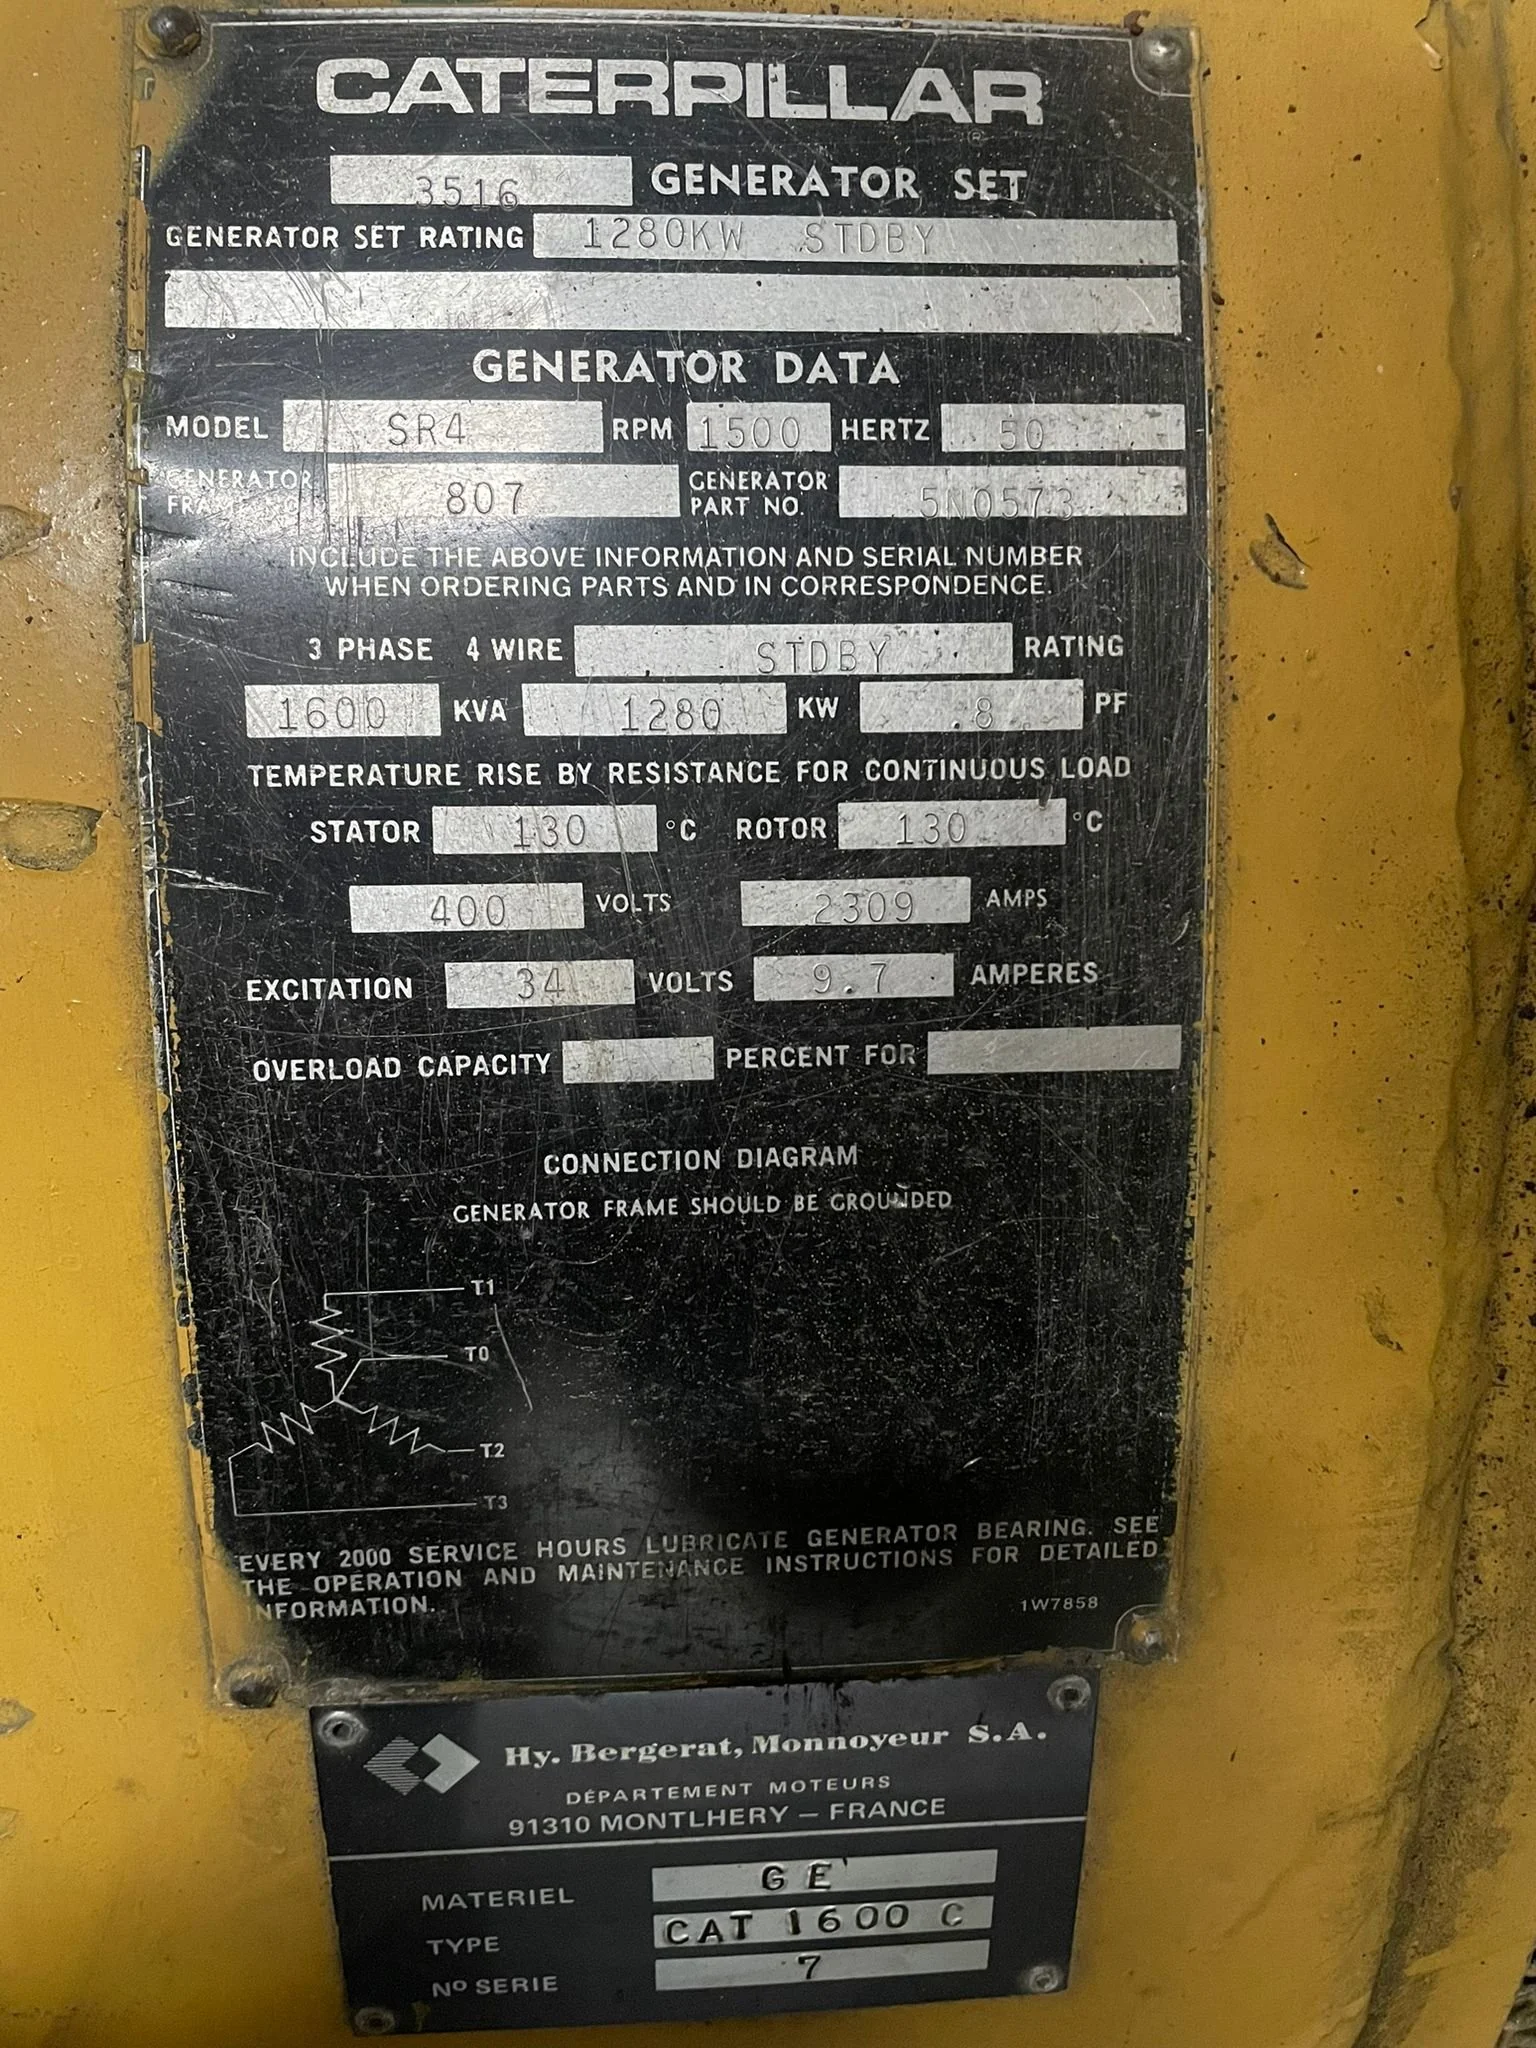 CATERPILLAR
®
3516 GENERATOR SET
GENERATOR SET RATING 1280KW STDBY
GENERATOR DATA
MODEL SR4 RPM 1500 HERTZ 50
GENERATOR FRAME 807 GENERATOR PART NO. 5N0573
INCLUDE THE ABOVE INFORMATION AND SERIAL NUMBER
WHEN ORDERING PARTS AND IN CORRESPONDENCE.
3 PHASE 4 WIRE STDBY RATING
1600 KVA 1280 KW .8 PF
TEMPERATURE RISE BY RESISTANCE FOR CONTINUOUS LOAD
STATOR 130 °C ROTOR 130 °C
400 VOLTS 2309 AMPS
EXCITATION 34 VOLTS 9.7 AMPERES
OVERLOAD CAPACITY PERCENT FOR
CONNECTION DIAGRAM
GENERATOR FRAME SHOULD BE GROUNDED
T1
T0
T2
T3
EVERY 2000 SERVICE HOURS LUBRICATE GENERATOR BEARING. SEE
THE OPERATION AND MAINTENANCE INSTRUCTIONS FOR DETAILED
INFORMATION.
1W7858
Hy. Bergerat, Monnoyeur S.A.
DÉPARTEMENT MOTEURS
91310 MONTLHERY – FRANCE
MATERIEL GE
TYPE CAT 1600 C
Nº SERIE 7